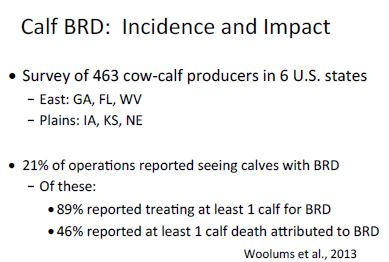 Calf BRD: Incidence and Impact
• Survey of 463 cow-calf producers in 6 U.S. states
– East: GA, FL, WV
– Plains: IA, KS, NE
• 21% of operations reported seeing calves with BRD
– Of these:
• 89% reported treating at least 1 calf for BRD
• 46% reported at least 1 calf death attributed to BRD
Woolums et al., 2013